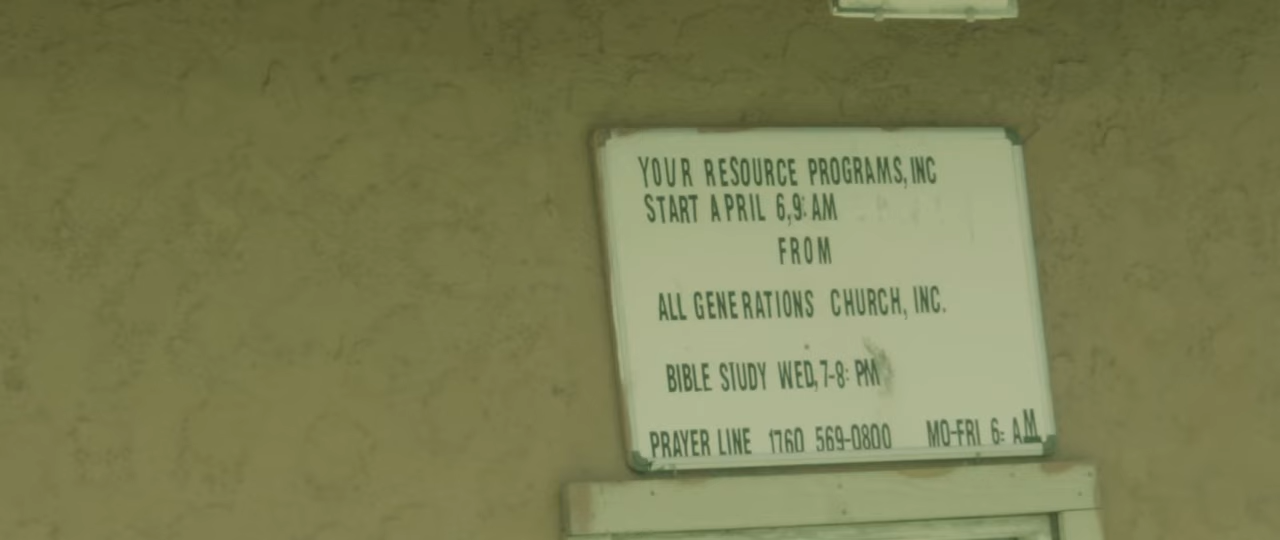 YOUR RESOURCE PROGRAMS, INC
START APRIL 6,9: AM
FROM
ALL GENERATIONS CHURCH, INC.
BIBLE STUDY WED, 7-8: PM
PRAYER LINE 1760 569-0800 MO-FRI 6: AM